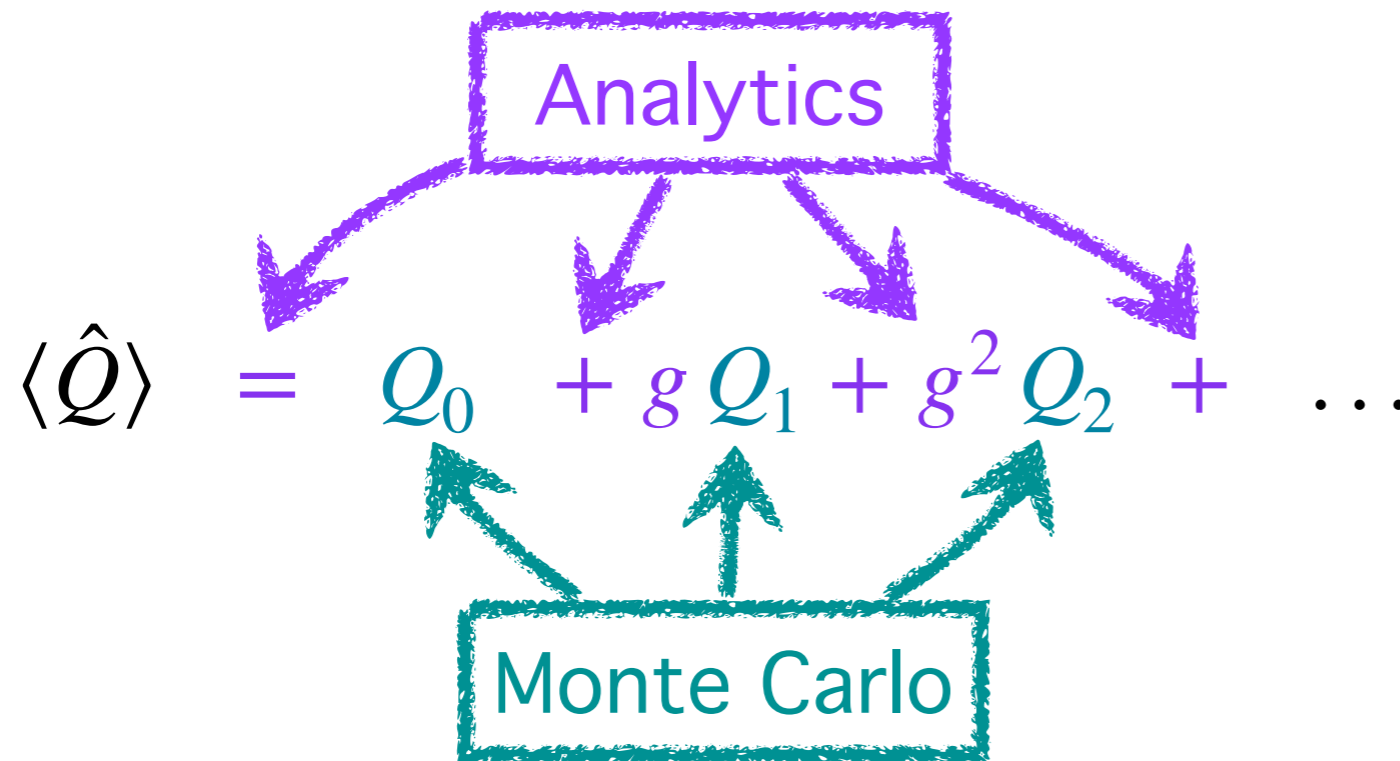 Analytics
⟨Q̂⟩ = Q₀ + g Q₁ + g² Q₂ + …
Monte Carlo